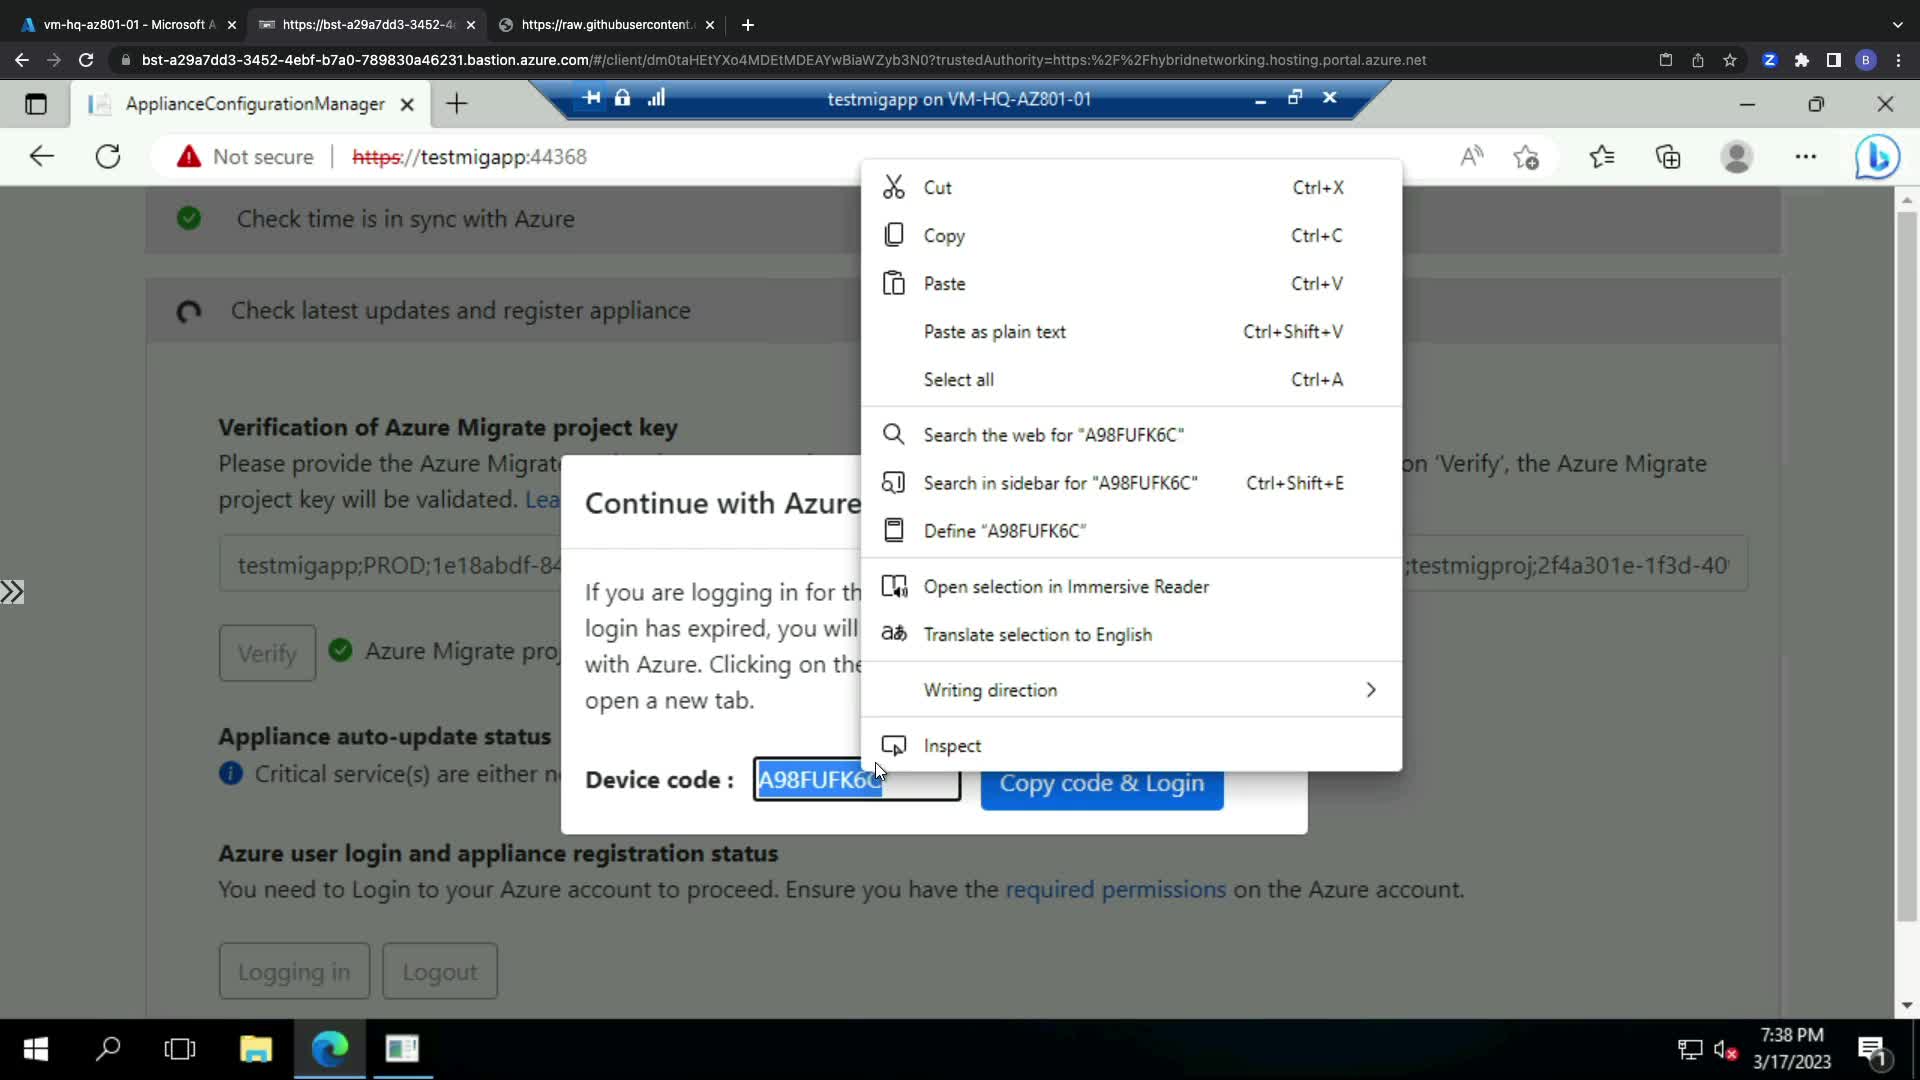 vm-hq-az801-01 - Microsoft A
https://bst-a29a7dd3-3452-4e
https://raw.githubusercontent.
bst-a29a7dd3-3452-4ebf-b7a0-789830a46231.bastion.azure.com/#/client/dm0taHEtYXo4MDEtMDEAYwBiaWZyb3N0?trustedAuthority=https:%2F%2Fhybridnetworking.hosting.portal.azure.net
B
ApplianceConfigurationManager
testmigapp on VM-HQ-AZ801-01
Not secure
https://testmigapp:44368
Cut Ctrl+X
Check time is in sync with Azure
Copy Ctrl+C
Paste Ctrl+V
Check latest updates and register appliance
Paste as plain text Ctrl+Shift+V
Select all Ctrl+A
Verification of Azure Migrate project key
Search the web for "A98FUFK6C"
Please provide the Azure Migrate
on 'Verify', the Azure Migrate
Search in sidebar for "A98FUFK6C" Ctrl+Shift+E
project key will be validated. Lea
Continue with Azure
Define "A98FUFK6C"
testmigapp;PROD;1e18abdf-84
;testmigproj;2f4a301e-1f3d-40
Open selection in Immersive Reader
If you are logging in for th
login has expired, you will
Translate selection to English
Verify
Azure Migrate proj
with Azure. Clicking on the
Writing direction
open a new tab.
Appliance auto-update status
Inspect
Critical service(s) are either n
Device code :
A98FUFK6C
Copy code & Login
Azure user login and appliance registration status
You need to Login to your Azure account to proceed. Ensure you have the required permissions on the Azure account.
Logging in
Logout
7:38 PM
3/17/2023
1